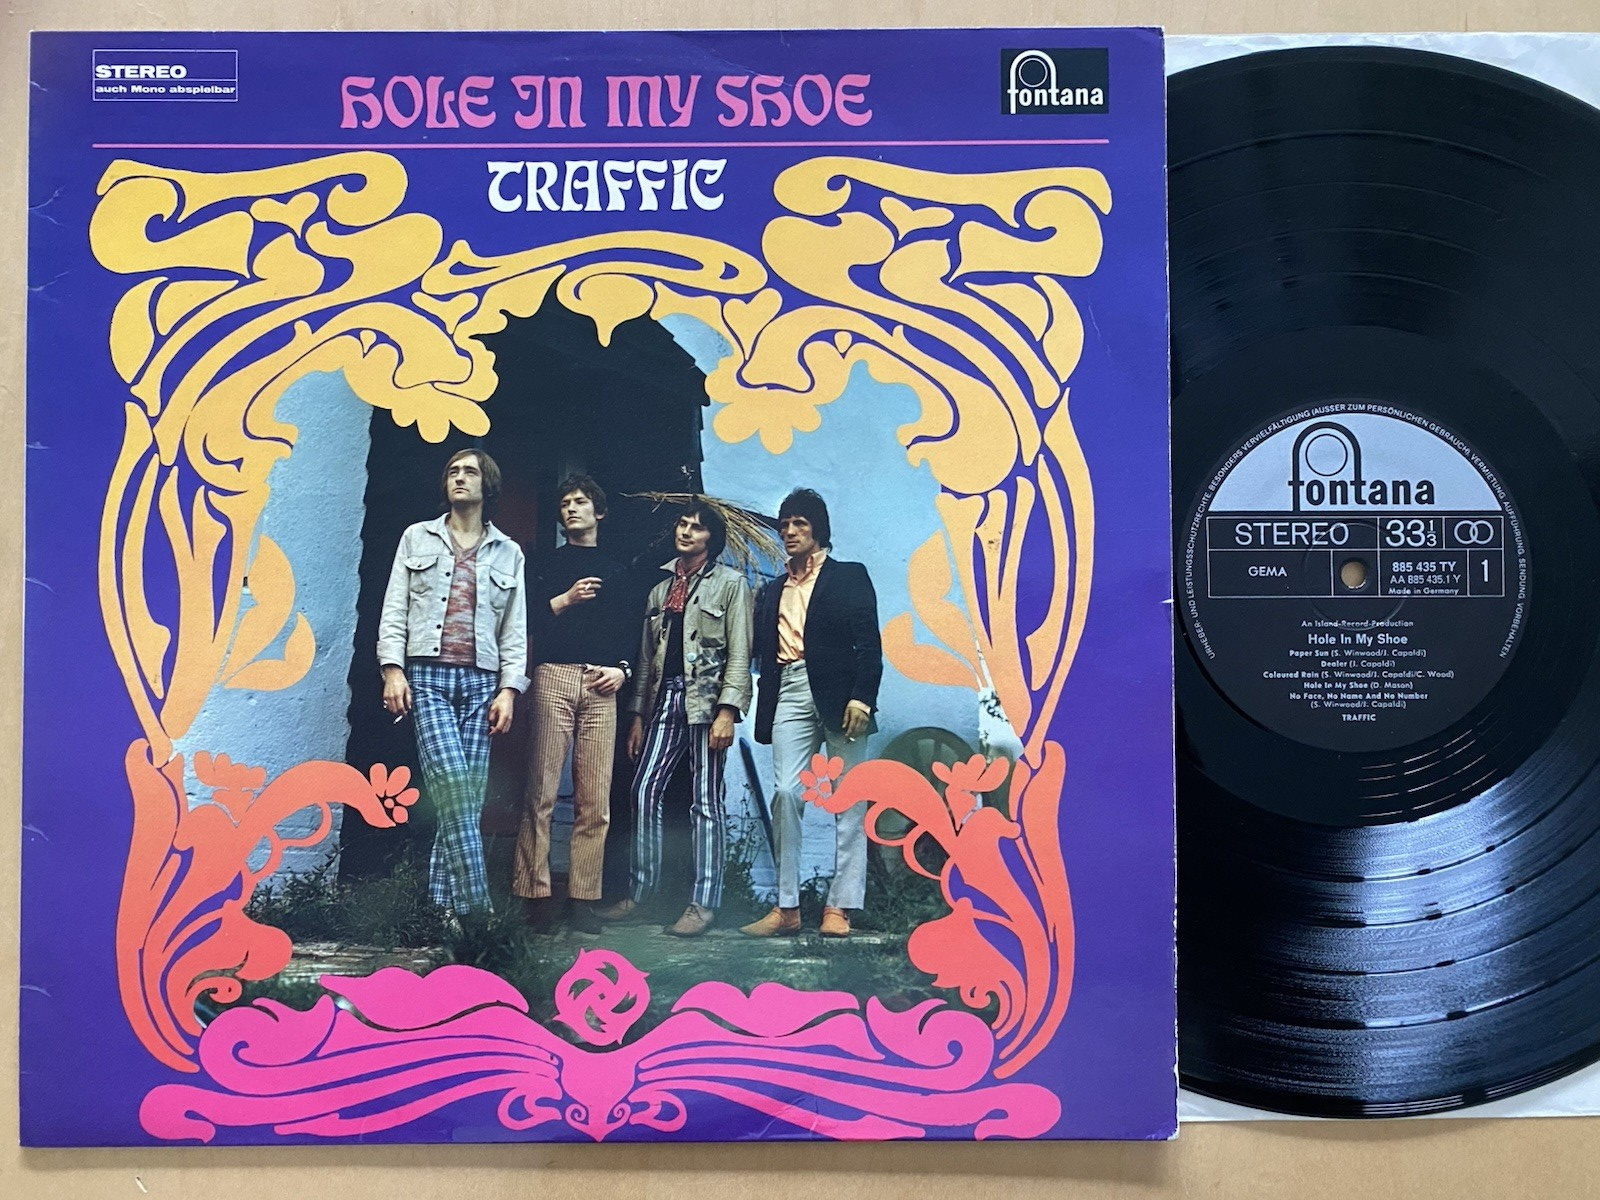 STEREO
auch Mono abspielbar
HOLE IN MY SHOE
fontana
TRAFFIC
URHEBER- UND LEISTUNGSSCHUTZRECHTE, BESONDERS VERVIELFÄLTIGUNG (AUSSER ZUM PERSÖNLICHEN GEBRAUCH), VERMIETUNG, AUFFÜHRUNG, SENDUNG, VORBEHALTEN
fontana
STEREO 33 1/3
GEMA 885 435 TY 1
AA 885 435.1 Y
Made in Germany
An Island-Record-Production
Hole In My Shoe
Paper Sun (S. Winwood/J. Capaldi)
Dealer (J. Capaldi)
Coloured Rain (S. Winwood/J. Capaldi/C. Wood)
Hole In My Shoe (D. Mason)
No Face, No Name And No Number
(S. Winwood/J. Capaldi)
TRAFFIC